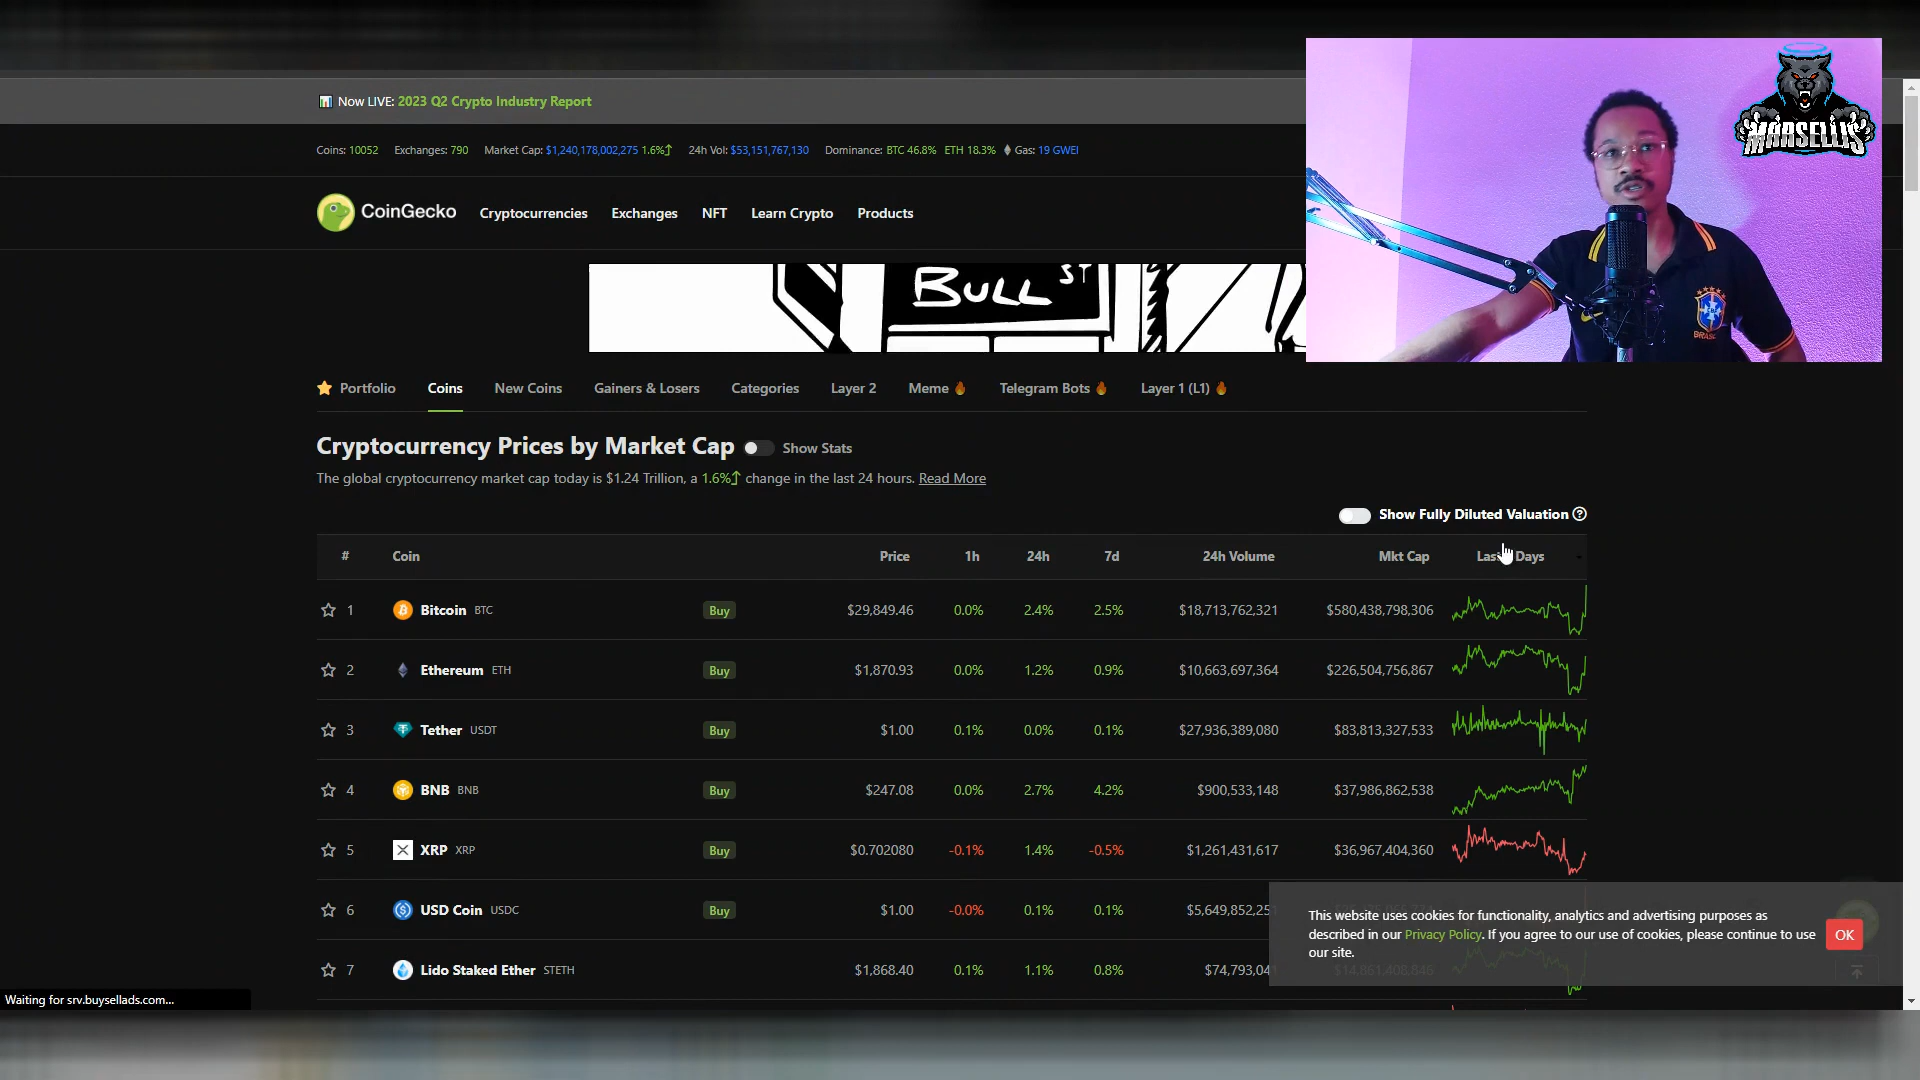 Now LIVE: 2023 Q2 Crypto Industry Report
MARSELLIS
Coins: 10052 Exchanges: 790 Market Cap: $1,240,178,002,275 1.6% 24h Vol: $53,151,767,130 Dominance: BTC 46.8% ETH 18.3% Gas: 19 GWEI
CoinGecko Cryptocurrencies Exchanges NFT Learn Crypto Products
BULL ST
BRASIL
Portfolio Coins New Coins Gainers & Losers Categories Layer 2 Meme Telegram Bots Layer 1 (L1)
Cryptocurrency Prices by Market Cap Show Stats
The global cryptocurrency market cap today is $1.24 Trillion, a 1.6% change in the last 24 hours. Read More
Show Fully Diluted Valuation
# Coin Price 1h 24h 7d 24h Volume Mkt Cap Days
1 Bitcoin BTC Buy $29,849.46 0.0% 2.4% 2.5% $18,713,762,321 $580,438,798,306
2 Ethereum ETH Buy $1,870.93 0.0% 1.2% 0.9% $10,663,697,364 $226,504,756,867
3 Tether USDT Buy $1.00 0.1% 0.0% 0.1% $27,936,389,080 $83,813,327,533
4 BNB BNB Buy $247.08 0.0% 2.7% 4.2% $900,533,148 $37,986,862,538
5 XRP XRP Buy $0.702080 -0.1% 1.4% -0.5% $1,261,431,617 $36,967,404,360
6 USD Coin USDC Buy $1.00 -0.0% 0.1% 0.1%
7 Lido Staked Ether STETH $1,868.40 0.1% 1.1% 0.8%
This website uses cookies for functionality, analytics and advertising purposes as
described in our Privacy Policy. If you agree to our use of cookies, please continue to use
our site.
OK
Waiting for srv.buysellads.com...